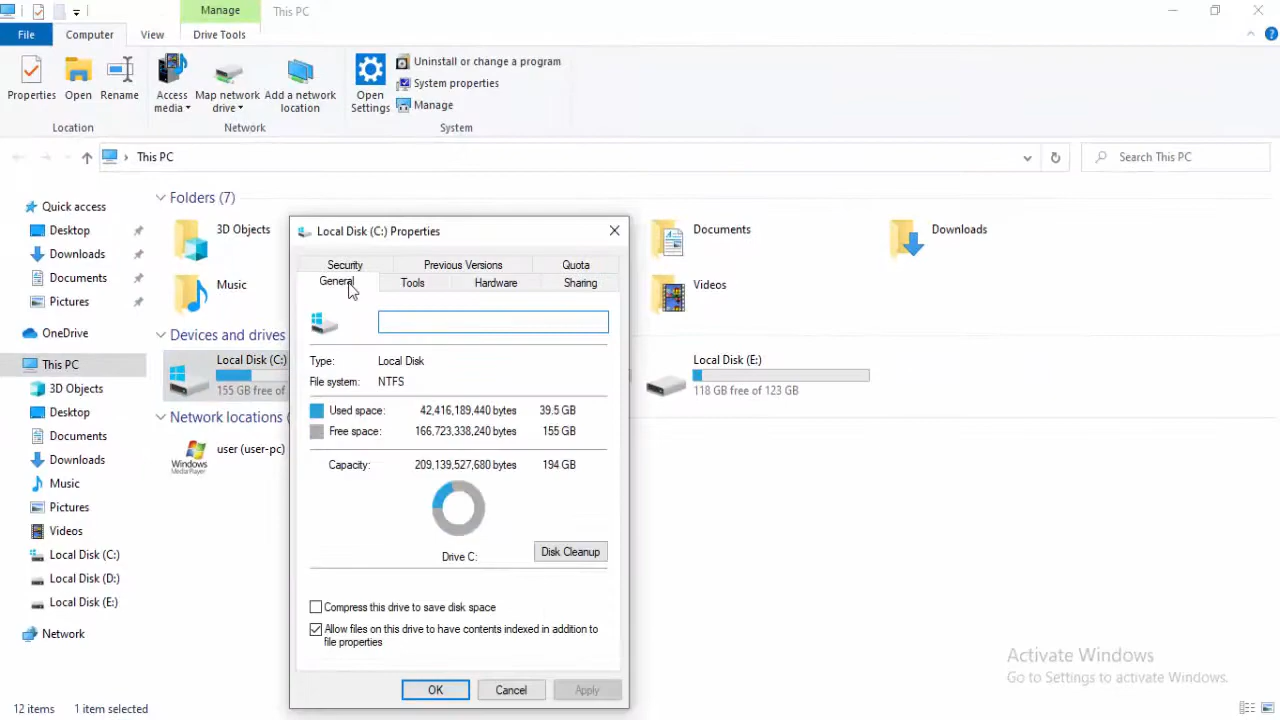 Manage
This PC
File
Computer
View
Drive Tools
Properties
Open
Rename
Location
Access media
Map network drive
Add a network location
Network
Open Settings
Uninstall or change a program
System properties
Manage
System
This PC
Search This PC
Quick access
Desktop
Downloads
Documents
Pictures
OneDrive
This PC
3D Objects
Desktop
Documents
Downloads
Music
Pictures
Videos
Local Disk (C:)
Local Disk (D:)
Local Disk (E:)
Network
Folders (7)
3D Objects
Documents
Downloads
Music
Videos
Devices and drives
Local Disk (C:)
155 GB free of
Local Disk (E:)
118 GB free of 123 GB
Network locations (
user (user-pc)
Windows
Media Player
Local Disk (C:) Properties
Security
Previous Versions
Quota
General
Tools
Hardware
Sharing
Type: Local Disk
File system: NTFS
Used space: 42,416,189,440 bytes 39.5 GB
Free space: 166,723,338,240 bytes 155 GB
Capacity: 209,139,527,680 bytes 194 GB
Drive C:
Disk Cleanup
Compress this drive to save disk space
Allow files on this drive to have contents indexed in addition to
file properties
OK
Cancel
Apply
Activate Windows
Go to Settings to activate Windows.
12 items
1 item selected